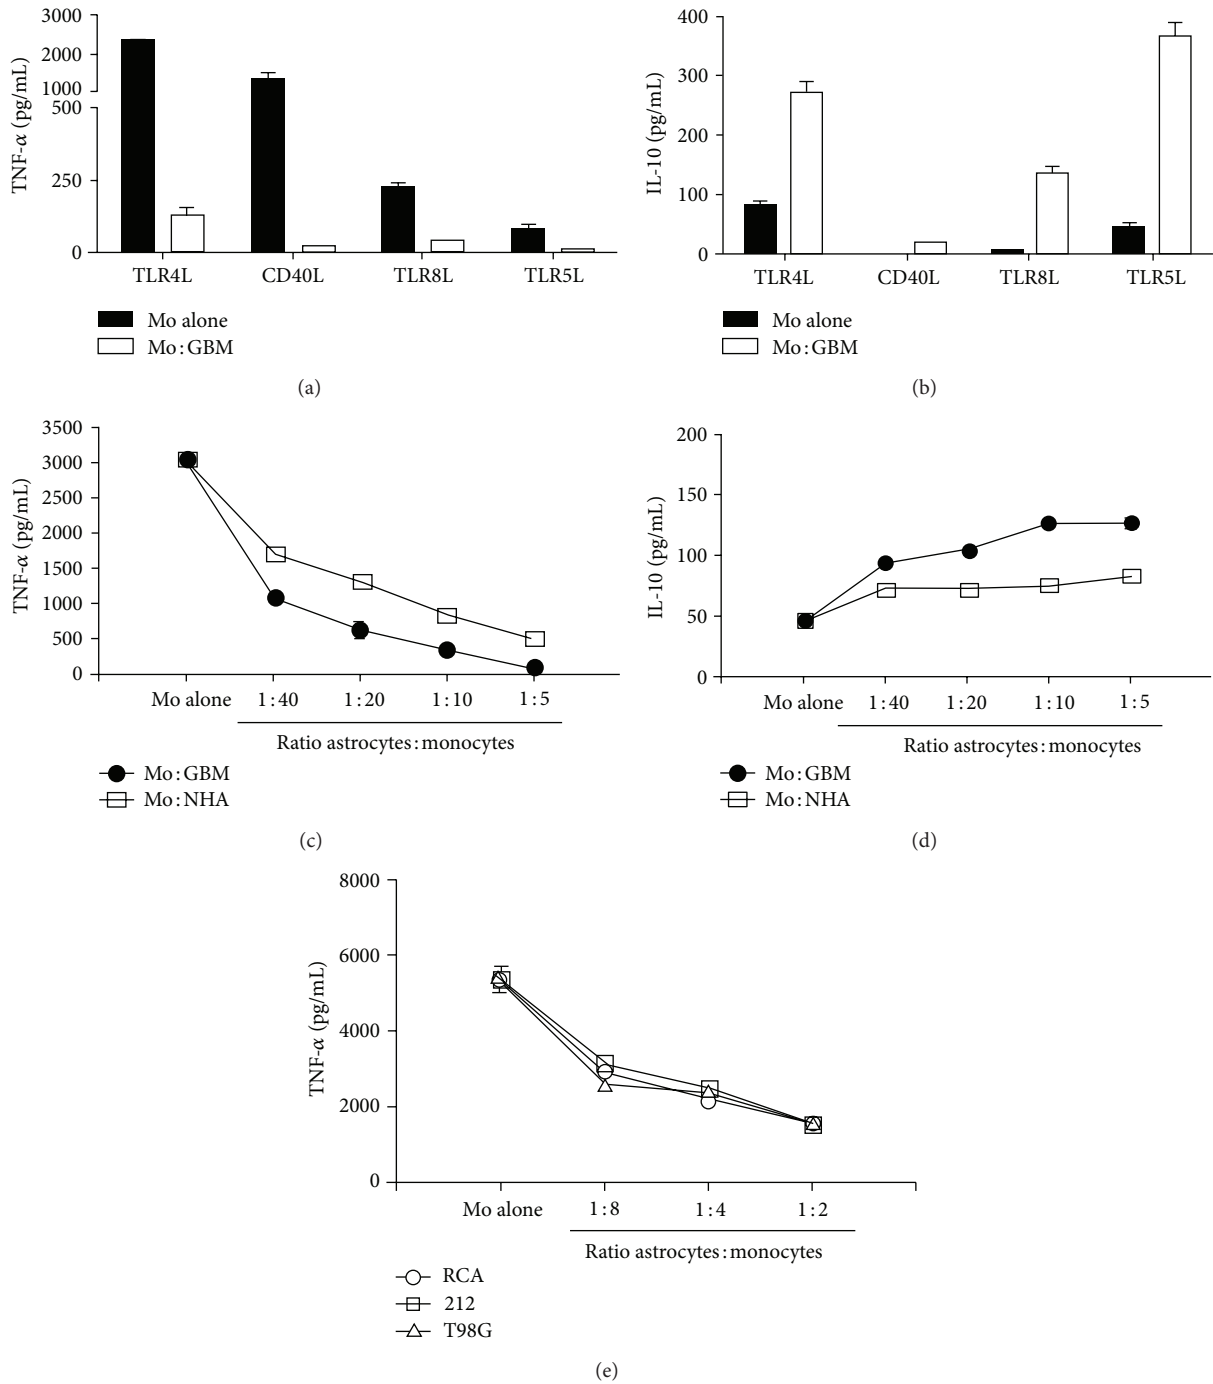 TNF-α (pg/mL)
3000
2000
1000
500
250
0
TLR4L CD40L TLR8L TLR5L
Mo alone
Mo:GBM
(a)
IL-10 (pg/mL)
400
300
200
100
0
TLR4L CD40L TLR8L TLR5L
Mo alone
Mo:GBM
(b)
TNF-α (pg/mL)
3500
3000
2500
2000
1500
1000
500
0
Mo alone 1:40 1:20 1:10 1:5
Ratio astrocytes:monocytes
Mo:GBM
Mo:NHA
(c)
IL-10 (pg/mL)
200
150
100
50
0
Mo alone 1:40 1:20 1:10 1:5
Ratio astrocytes:monocytes
Mo:GBM
Mo:NHA
(d)
TNF-α (pg/mL)
8000
6000
4000
2000
0
Mo alone 1:8 1:4 1:2
Ratio astrocytes:monocytes
RCA
212
T98G
(e)